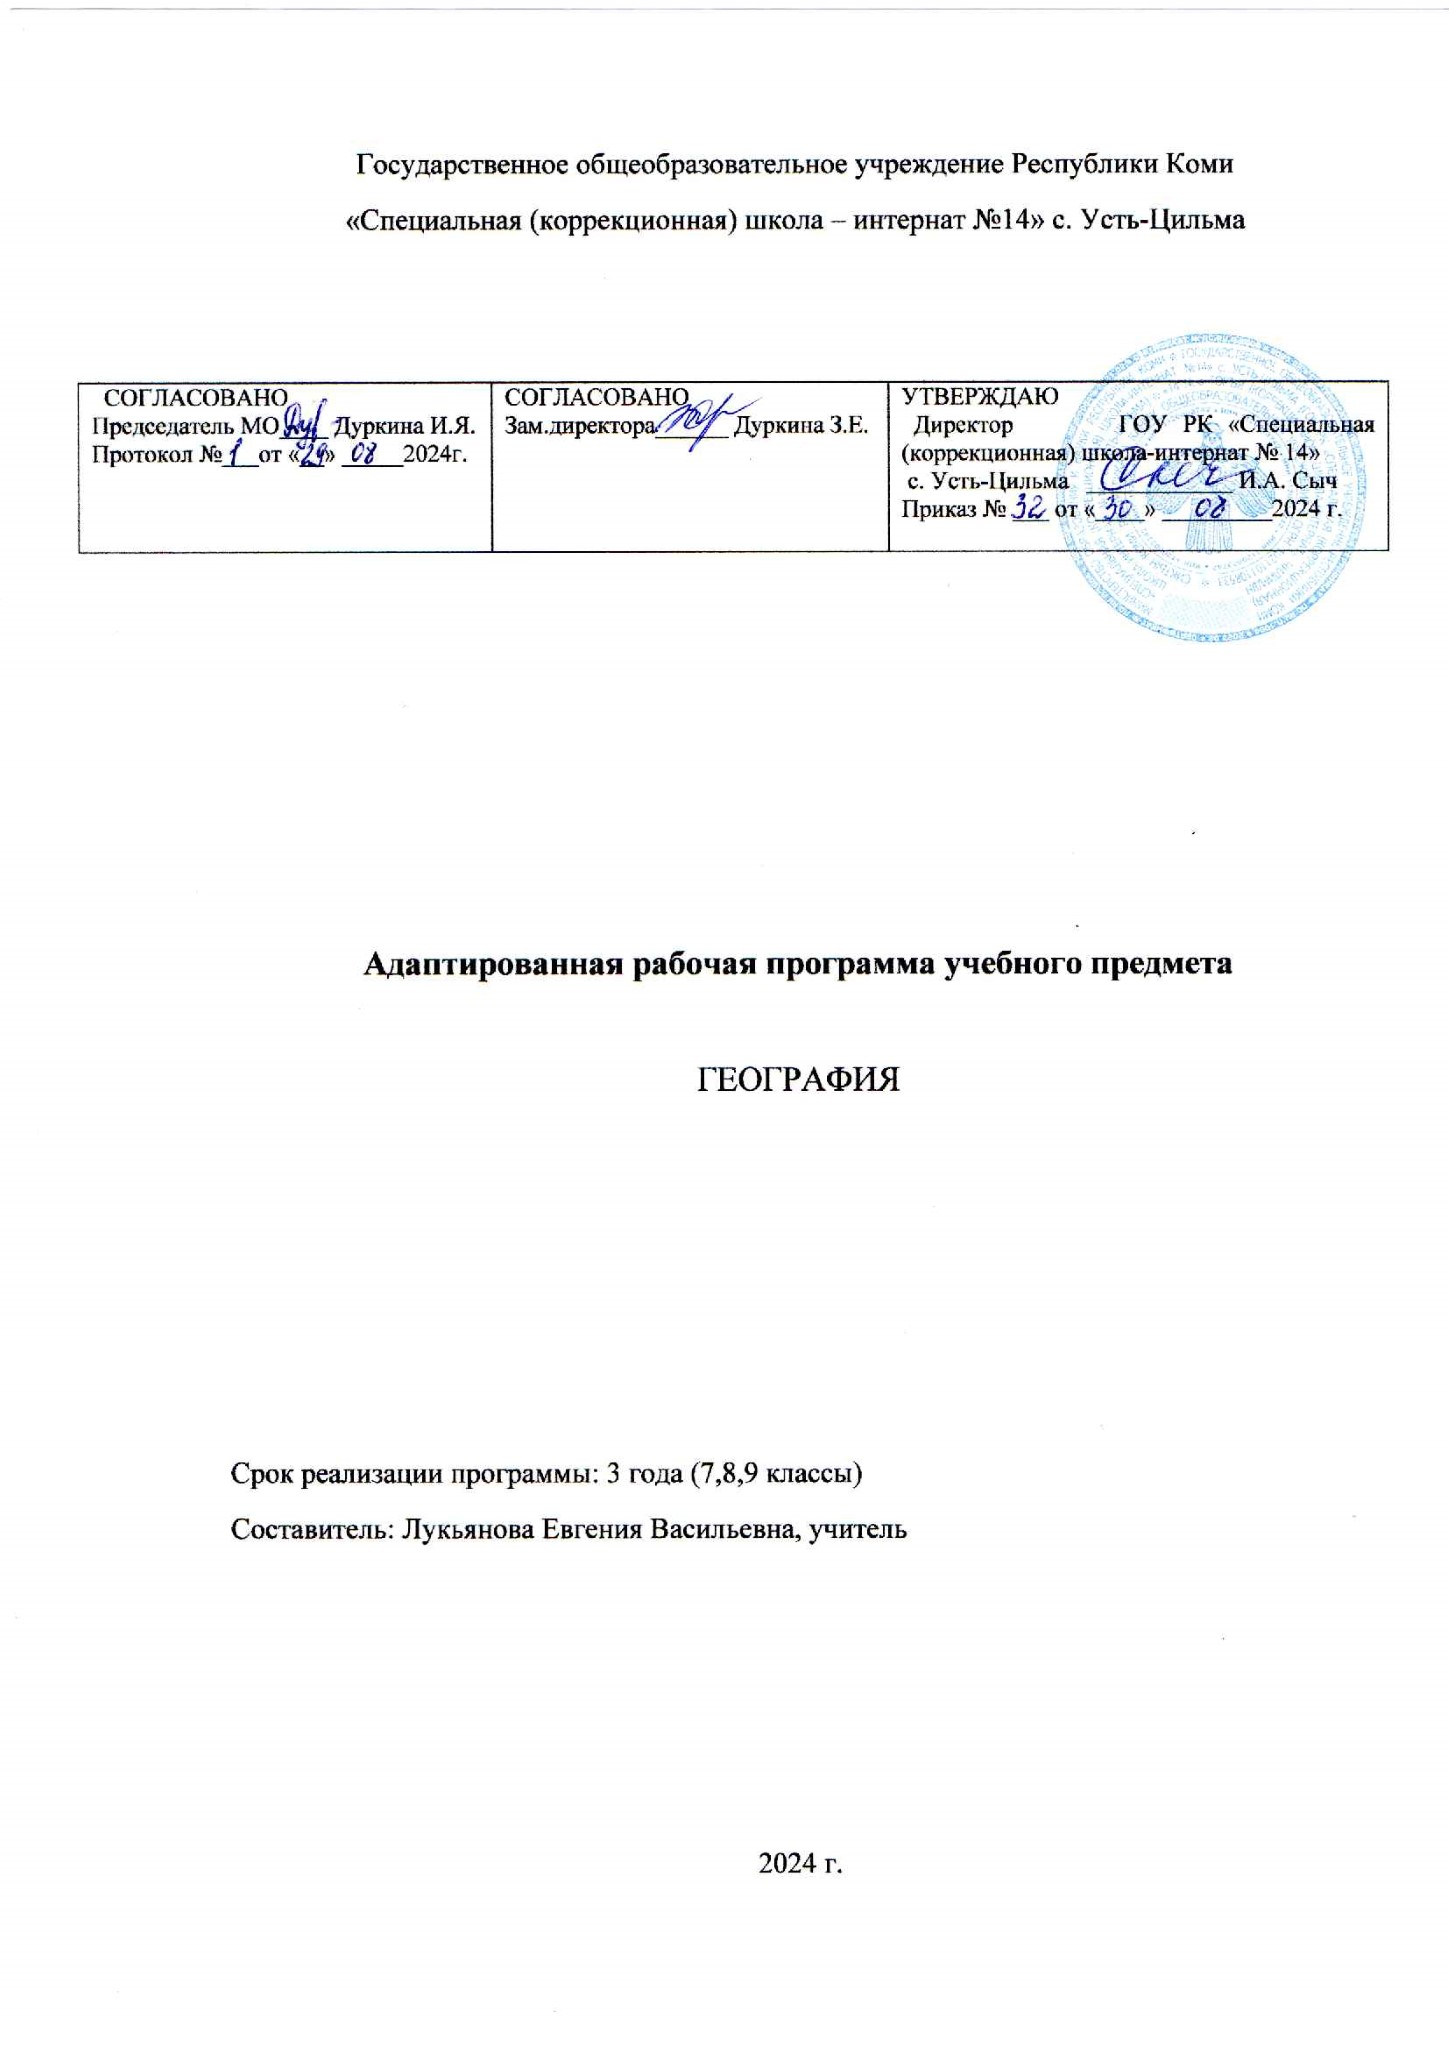 Государственное общеобразовательное учреждение Республики Коми
«Специальная (коррекционная) школа – интернат №14» с. Усть-Цильма
СОГЛАСОВАНО
Председатель МО_____ Дуркина И.Я.
Протокол № 1 от «29» 08 2024г.
СОГЛАСОВАНО
Зам.директора______ Дуркина З.Е.
УТВЕРЖДАЮ
Директор ГОУ РК «Специальная
(коррекционная) школа-интернат № 14»
с. Усть-Цильма ____________ И.А. Сыч
Приказ № 32 от «30» 08 2024 г.
Адаптированная рабочая программа учебного предмета
ГЕОГРАФИЯ
Срок реализации программы: 3 года (7,8,9 классы)
Составитель: Лукьянова Евгения Васильевна, учитель
2024 г.